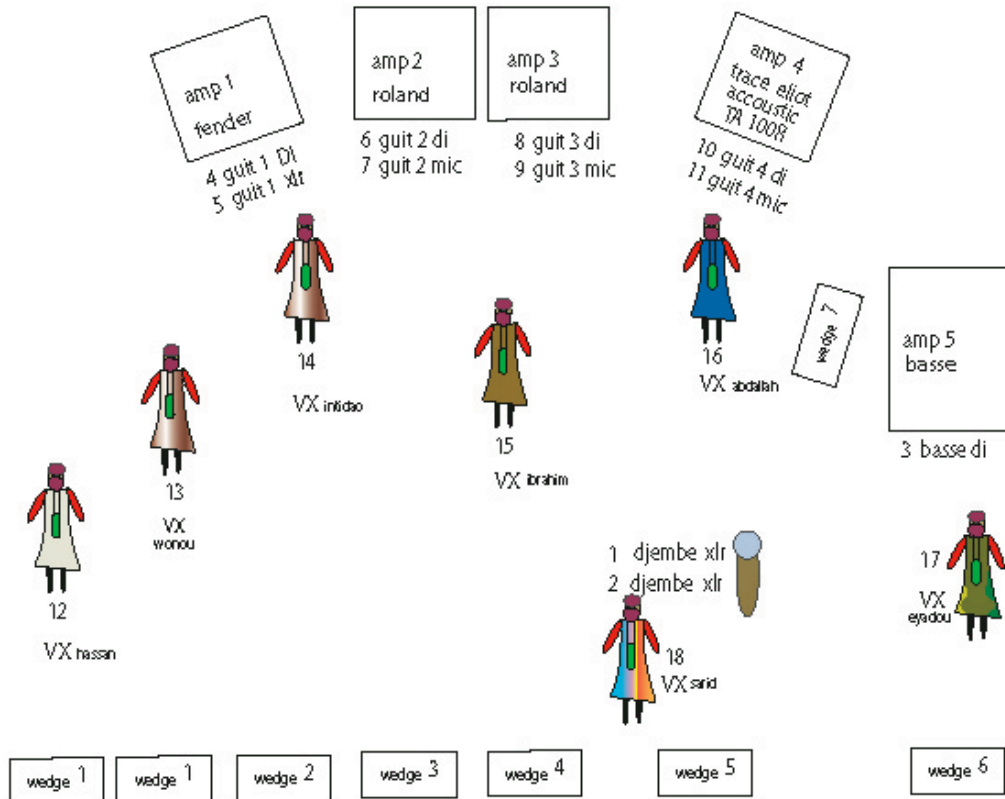 amp 1
fender
amp 2
roland
amp 3
roland
amp 4
trace eliot
accoustic
TA 100R
4 guit 1 DI
5 guit 1 xlr
6 guit 2 di
7 guit 2 mic
8 guit 3 di
9 guit 3 mic
10 guit 4 di
11 guit 4 mic
wedge 7
amp 5
basse
3 basse di
14
VX intidao
16
VX abdallah
15
VX ibrahim
13
VX
wonou
12
VX hassan
1 djembe xlr
2 djembe xlr
17
VX
eyadou
18
VX sarid
wedge 1
wedge 1
wedge 2
wedge 3
wedge 4
wedge 5
wedge 6